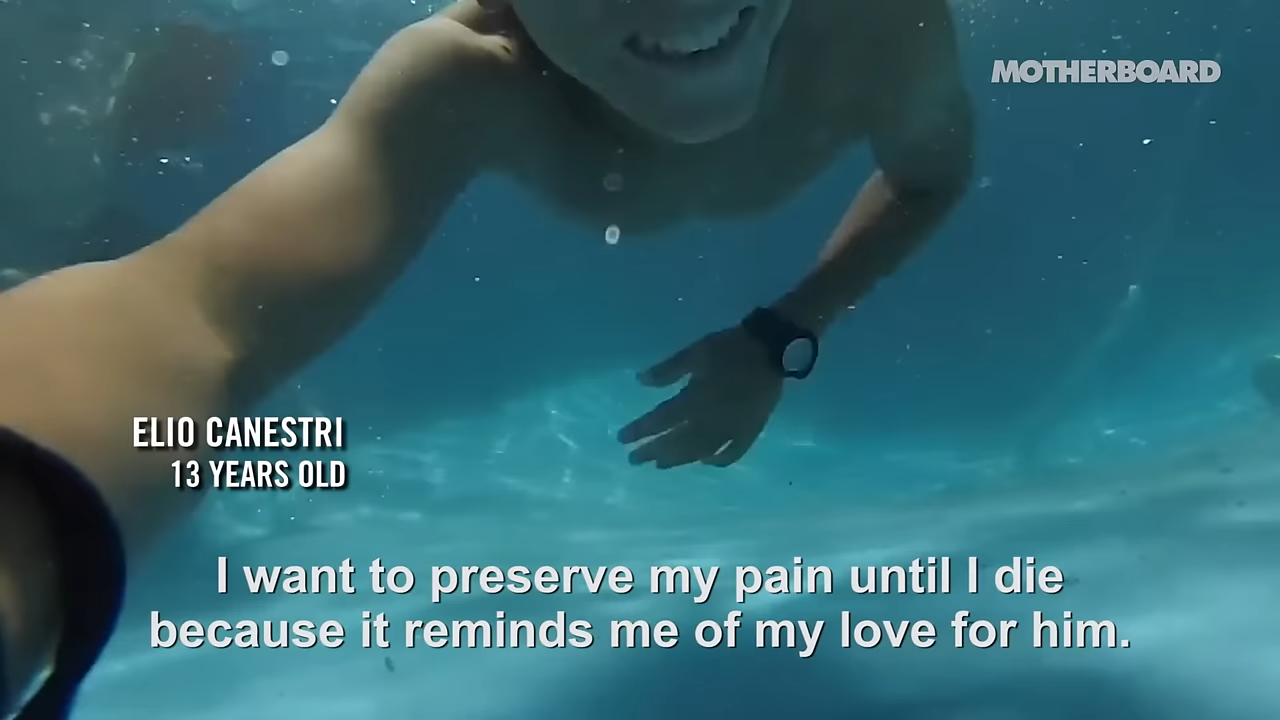 MOTHERBOARD
ELIO CANESTRI
13 YEARS OLD
I want to preserve my pain until I die
because it reminds me of my love for him.